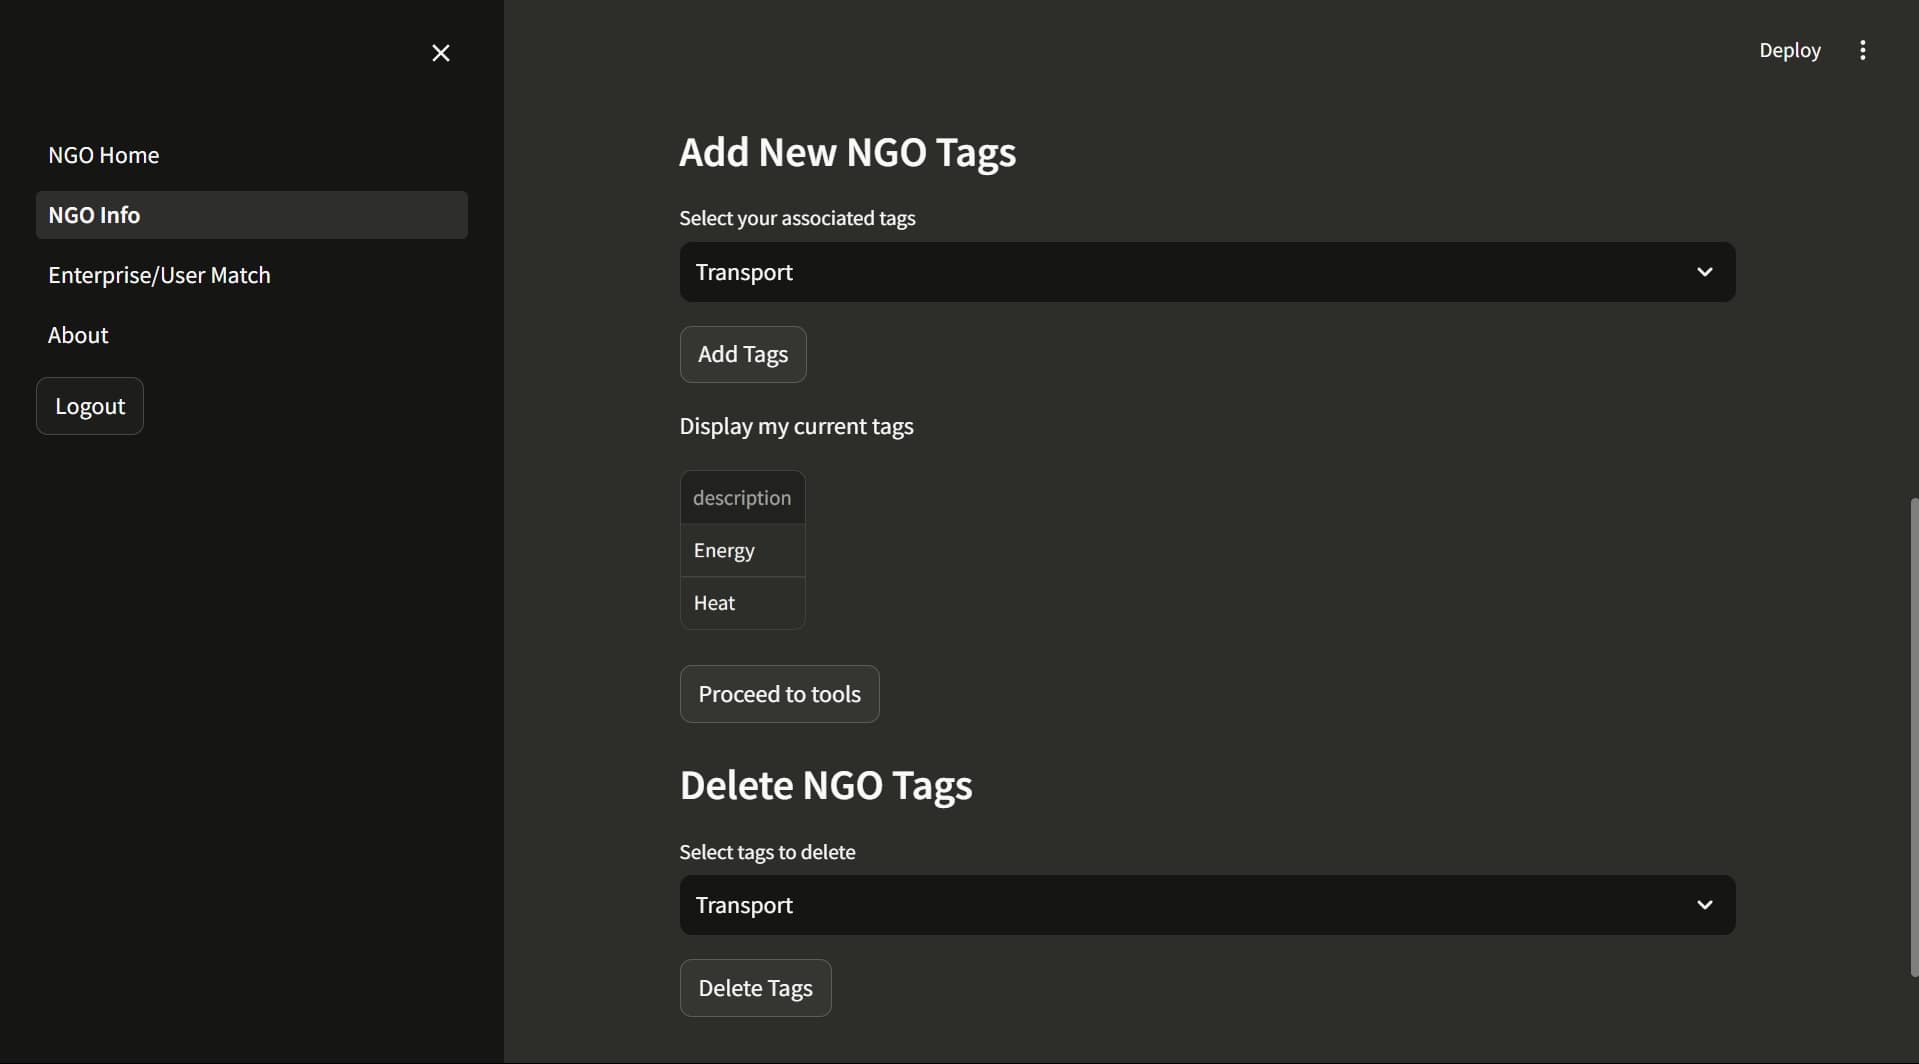 NGO Home
NGO Info
Enterprise/User Match
About
Logout
Deploy
Add New NGO Tags
Select your associated tags
Transport
Add Tags
Display my current tags
description
Energy
Heat
Proceed to tools
Delete NGO Tags
Select tags to delete
Transport
Delete Tags